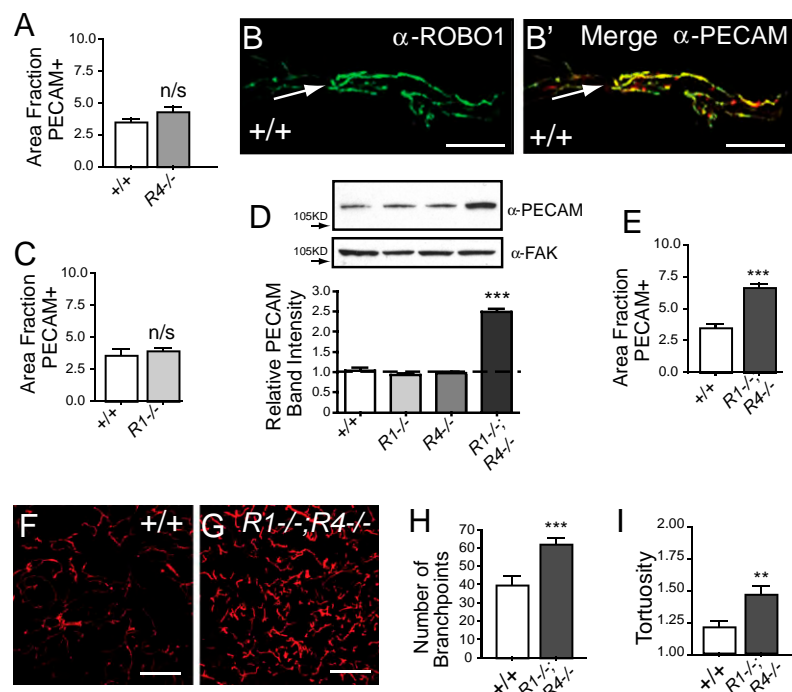 A
Area Fraction
PECAM+
10.0
7.5
5.0
2.5
0.0
n/s
+/+
R4-/-
B
α-ROBO1
+/+
B'
Merge α-PECAM
+/+
C
Area Fraction
PECAM+
10.0
7.5
5.0
2.5
0.0
n/s
+/+
R1-/-
D
105KD
α-PECAM
105KD
α-FAK
Relative PECAM
Band Intensity
3.0
2.5
2.0
1.5
1.0
0.5
0
***
+/+
R1-/-
R4-/-
R1-/-;
R4-/-
E
Area Fraction
PECAM+
10.0
7.5
5.0
2.5
0.0
***
+/+
R1-/-;
R4-/-
F
+/+
G
R1-/-;R4-/-
H
Number of
Branchpoints
70
60
50
40
30
20
10
0
***
+/+
R1-/-;
R4-/-
I
Tortuosity
2.00
1.75
1.50
1.25
1.00
**
+/+
R1-/-;
R4-/-